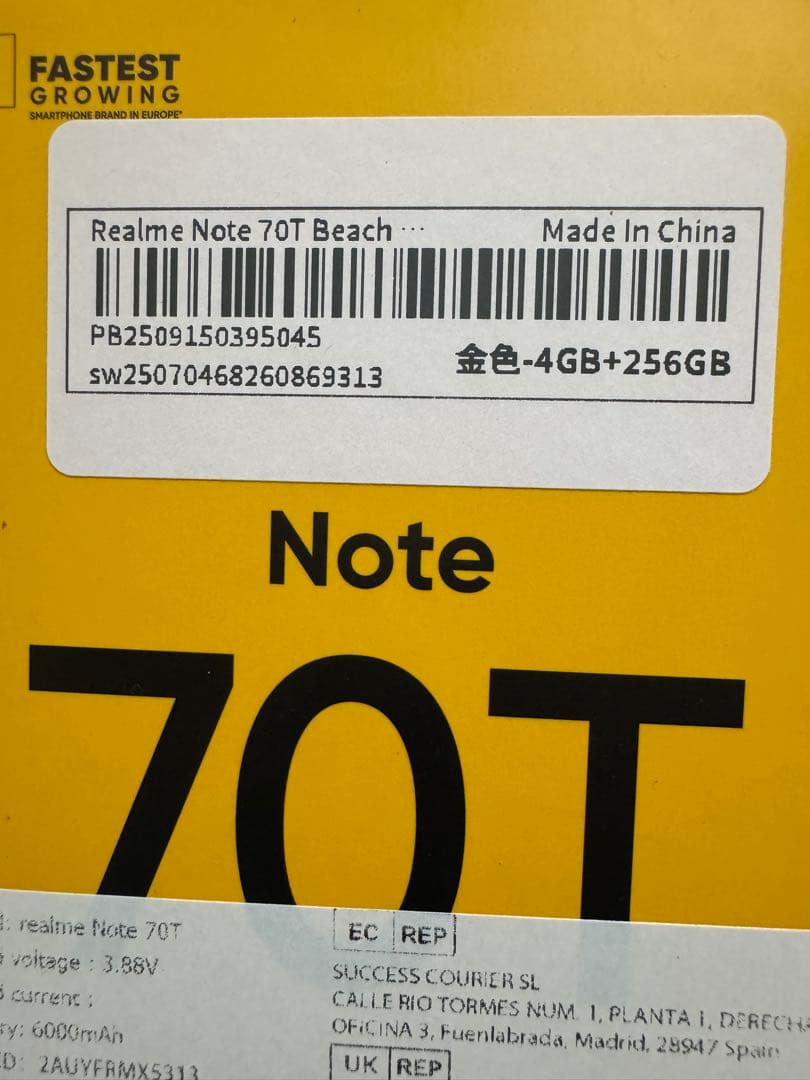 FASTEST
GROWING
SMARTPHONE BRAND IN EUROPE*
Realme Note 70T Beach ··· Made In China
PB2509150395045
sw25070468260869313
金色-4GB+256GB
Note
70T
: realme Note 70T
voltage : 3.88V
current :
ry: 6000mAh
D: 2AUYFRMX5313
EC REP
SUCCESS COURIER SL
CALLE RIO TORMES NUM. 1, PLANTA 1, DERECHA
OFICINA 3, Fuenlabrada, Madrid, 28947 Spain
UK REP